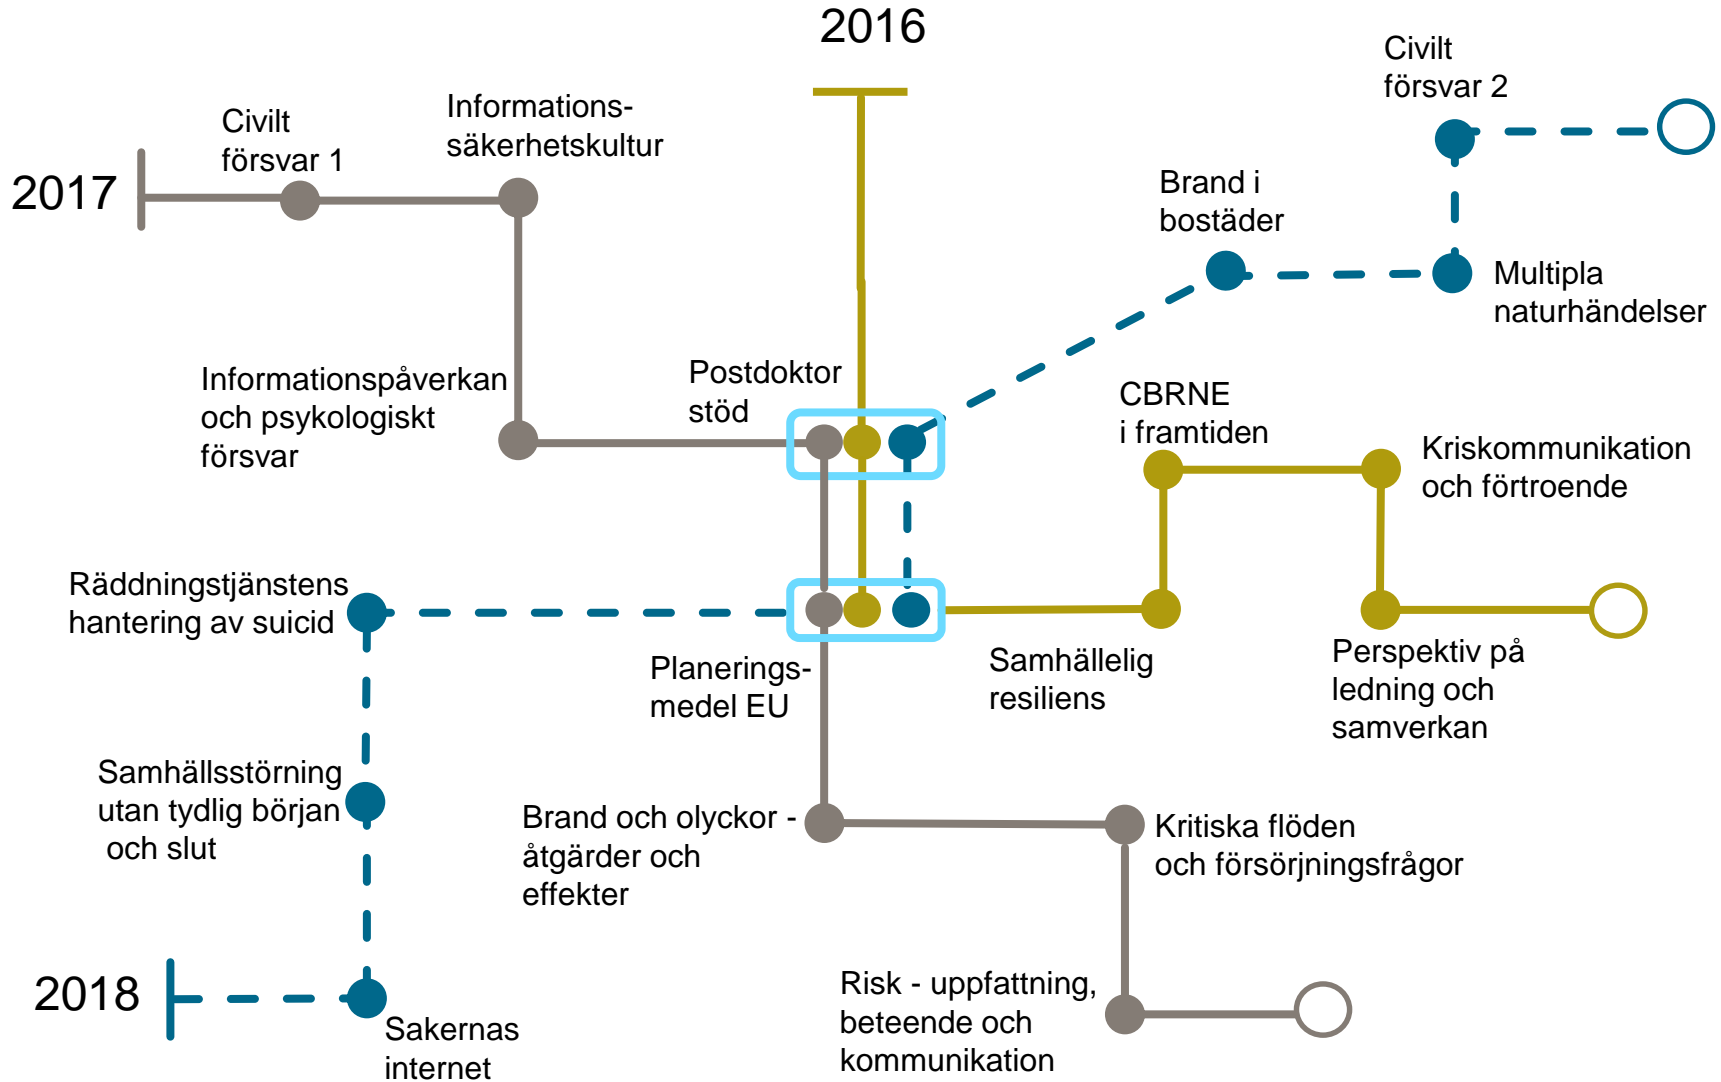 2016
Civilt
försvar 2
Informations-
säkerhetskultur
Civilt
försvar 1
2017
Brand i
bostäder
Multipla
naturhändelser
Informationspåverkan
och psykologiskt
försvar
Postdoktor
stöd
CBRNE
i framtiden
Kriskommunikation
och förtroende
Räddningstjänstens
hantering av suicid
Planerings-
medel EU
Samhällelig
resiliens
Perspektiv på
ledning och
samverkan
Samhällsstörning
utan tydlig början
och slut
Brand och olyckor -
åtgärder och
effekter
Kritiska flöden
och försörjningsfrågor
2018
Sakernas
internet
Risk - uppfattning,
beteende och
kommunikation